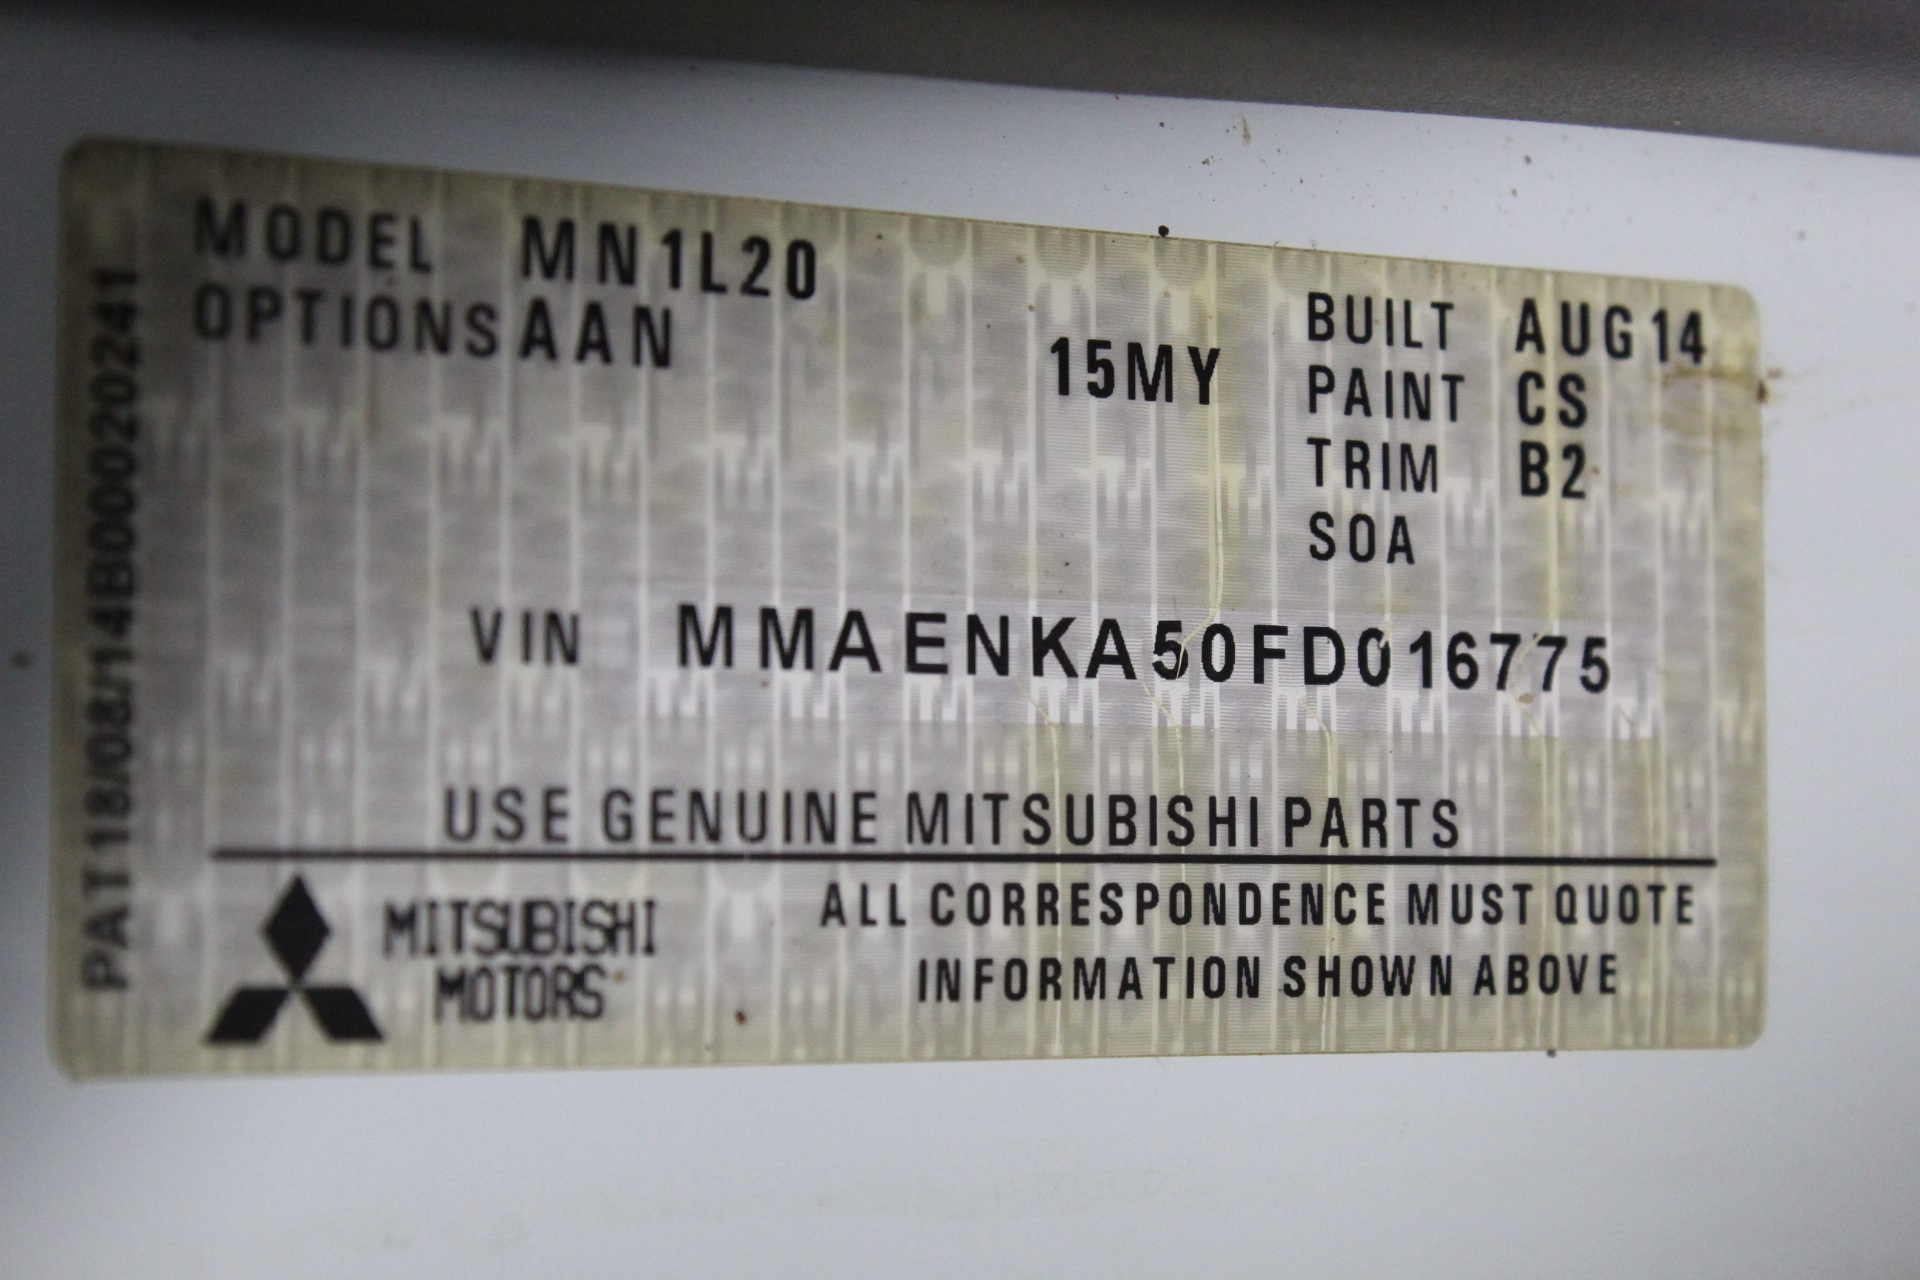 MODEL MN1L20
OPTIONS AAN
15MY
BUILT AUG14
PAINT CS
TRIM B2
SOA
VIN MMAENKA50FD016775
USE GENUINE MITSUBISHI PARTS
MITSUBISHI
MOTORS
ALL CORRESPONDENCE MUST QUOTE
INFORMATION SHOWN ABOVE
PAT18/08/14B000202241